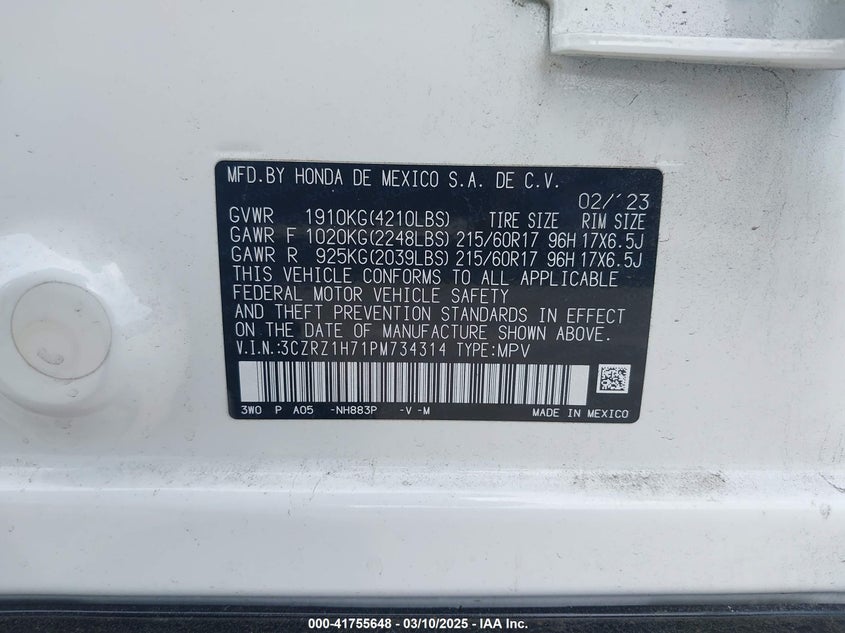 MFD.BY HONDA DE MEXICO S.A. DE C.V.
02/'23
GVWR 1910KG(4210LBS) TIRE SIZE RIM SIZE
GAWR F 1020KG(2248LBS) 215/60R17 96H 17X6.5J
GAWR R 925KG(2039LBS) 215/60R17 96H 17X6.5J
THIS VEHICLE CONFORMS TO ALL APPLICABLE
FEDERAL MOTOR VEHICLE SAFETY
AND THEFT PREVENTION STANDARDS IN EFFECT
ON THE DATE OF MANUFACTURE SHOWN ABOVE.
V.I.N.:3CZRZ1H71PM734314 TYPE:MPV
3W0 P A05 -NH883P -V -M MADE IN MEXICO
000-41755648 - 03/10/2025 - IAA Inc.